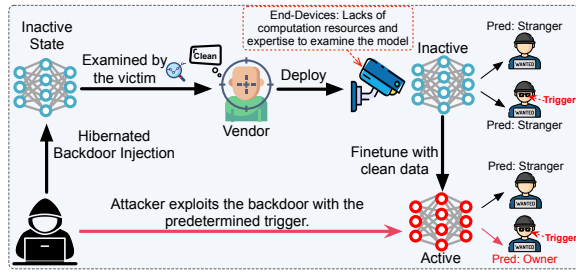 Inactive
State
Examined by
the victim
Clean
Vendor
Deploy
End-Devices: Lacks of
computation resources and
expertise to examine the model
Inactive
Pred: Stranger
WANTED
Trigger
WANTED
Pred: Stranger
Hibernated
Backdoor Injection
Finetune with
clean data
Attacker exploits the backdoor with the
predetermined trigger.
Active
Pred: Stranger
WANTED
Trigger
WANTED
Pred: Owner